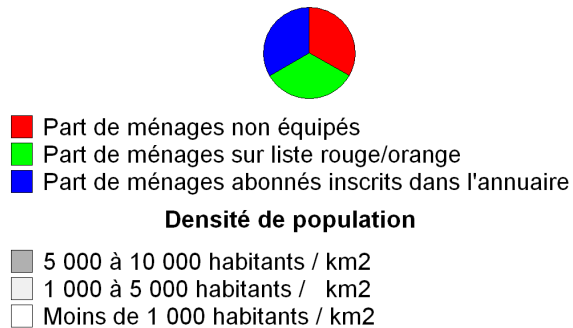 Part de ménages non équipés
Part de ménages sur liste rouge/orange
Part de ménages abonnés inscrits dans l'annuaire
Densité de population
5 000 à 10 000 habitants / km2
1 000 à 5 000 habitants / km2
Moins de 1 000 habitants / km2